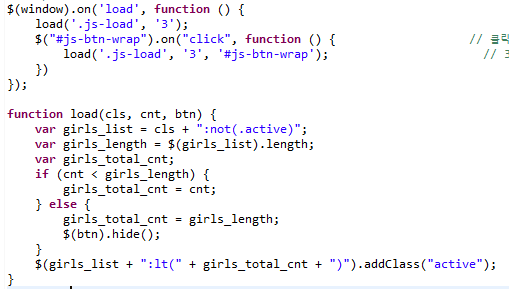 $(window).on('load', function () {
    load('.js-load', '3');
    $("#js-btn-wrap").on("click", function () { // 클릭
        load('.js-load', '3', '#js-btn-wrap'); //
    })
});

function load(cls, cnt, btn) {
    var girls_list = cls + ":not(.active)";
    var girls_length = $(girls_list).length;
    var girls_total_cnt;
    if (cnt < girls_length) {
        girls_total_cnt = cnt;
    } else {
        girls_total_cnt = girls_length;
        $(btn).hide();
    }
    $(girls_list + ":lt(" + girls_total_cnt + ")").addClass("active");
}